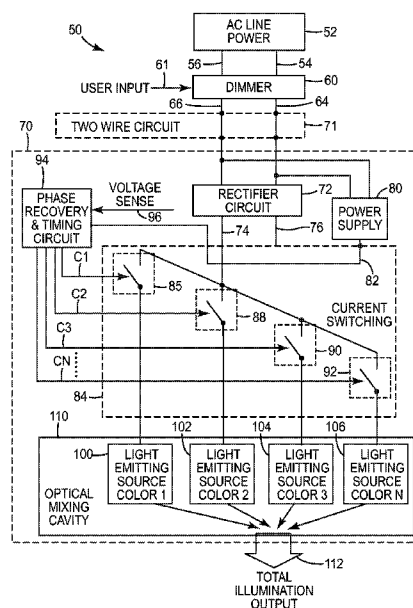 50
AC LINE
POWER
52
56
54
61
USER INPUT
DIMMER
60
66
64
TWO WIRE CIRCUIT
71
70
94
PHASE
RECOVERY
& TIMING
CIRCUIT
VOLTAGE
SENSE
96
RECTIFIER
CIRCUIT
72
80
POWER
SUPPLY
74
76
82
C1
85
C2
88
CURRENT
SWITCHING
C3
90
CN
92
84
110
100
102
104
106
LIGHT
EMITTING
SOURCE
COLOR 1
LIGHT
EMITTING
SOURCE
COLOR 2
LIGHT
EMITTING
SOURCE
COLOR 3
LIGHT
EMITTING
SOURCE
COLOR N
OPTICAL
MIXING
CAVITY
112
TOTAL
ILLUMINATION
OUTPUT